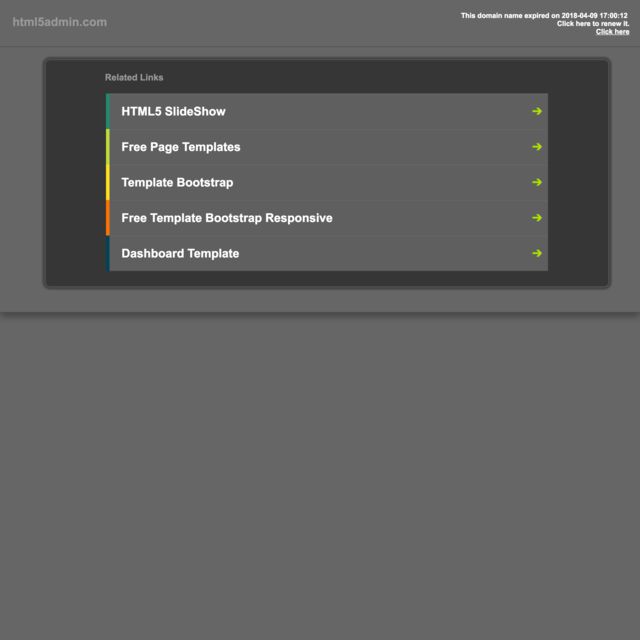 html5admin.com
This domain name expired on 2018-04-09 17:00:12
Click here to renew it.
Click here
Related Links
HTML5 SlideShow
Free Page Templates
Template Bootstrap
Free Template Bootstrap Responsive
Dashboard Template